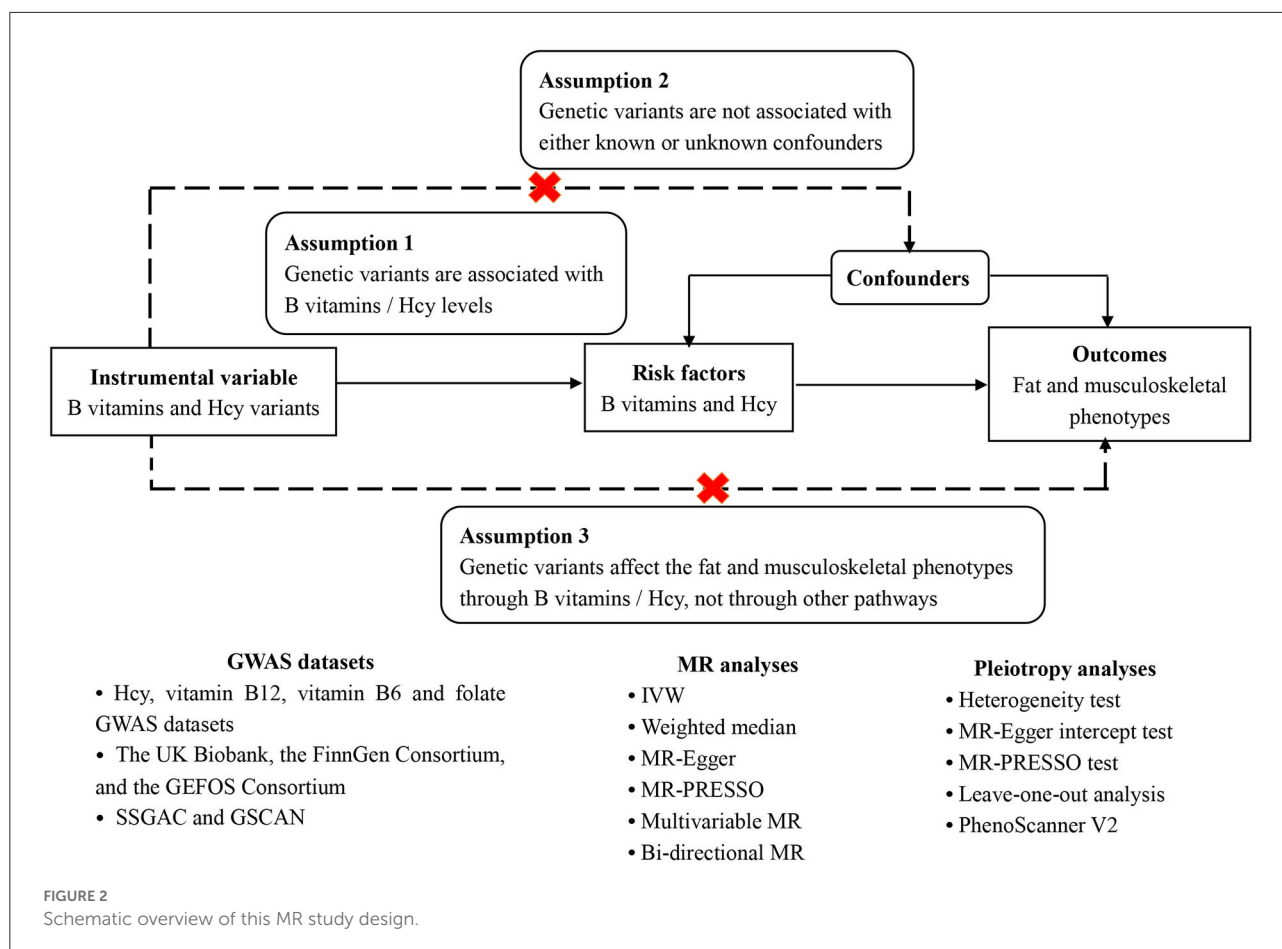 Assumption 2
Genetic variants are not associated with
either known or unknown confounders
Assumption 1
Genetic variants are associated with
B vitamins / Hcy levels
Confounders
Instrumental variable
B vitamins and Hcy variants
Risk factors
B vitamins and Hcy
Outcomes
Fat and musculoskeletal
phenotypes
Assumption 3
Genetic variants affect the fat and musculoskeletal phenotypes
through B vitamins / Hcy, not through other pathways
GWAS datasets
• Hcy, vitamin B12, vitamin B6 and folate
GWAS datasets
• The UK Biobank, the FinnGen Consortium,
and the GEFOS Consortium
• SSGAC and GSCAN
MR analyses
• IVW
• Weighted median
• MR-Egger
• MR-PRESSO
• Multivariable MR
• Bi-directional MR
Pleiotropy analyses
• Heterogeneity test
• MR-Egger intercept test
• MR-PRESSO test
• Leave-one-out analysis
• PhenoScanner V2
FIGURE 2
Schematic overview of this MR study design.